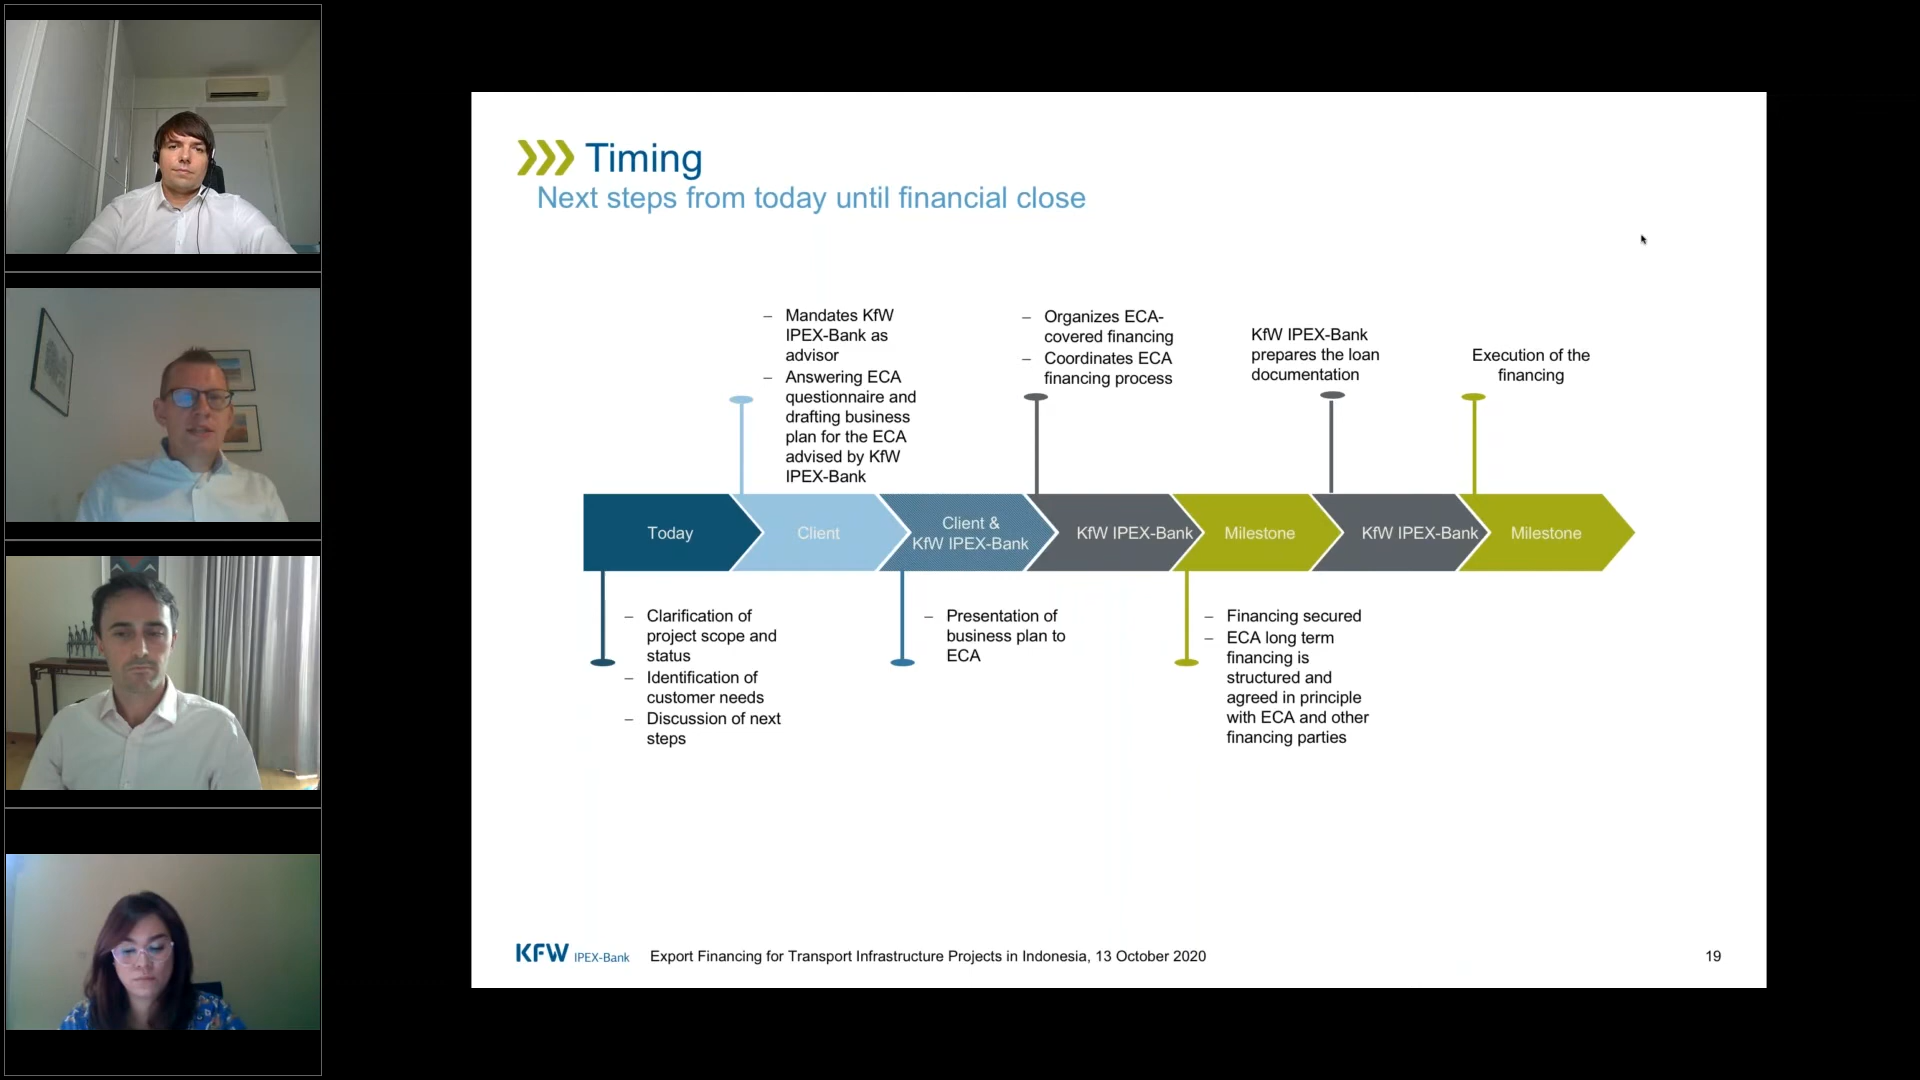 Timing
Next steps from today until financial close
– Mandates KfW
IPEX-Bank as
advisor
– Answering ECA
questionnaire and
drafting business
plan for the ECA
advised by KfW
IPEX-Bank
– Organizes ECA-
covered financing
– Coordinates ECA
financing process
KfW IPEX-Bank
prepares the loan
documentation
Execution of the
financing
Today
Client
Client &
KfW IPEX-Bank
KfW IPEX-Bank
Milestone
KfW IPEX-Bank
Milestone
– Clarification of
project scope and
status
– Identification of
customer needs
– Discussion of next
steps
– Presentation of
business plan to
ECA
– Financing secured
– ECA long term
financing is
structured and
agreed in principle
with ECA and other
financing parties
KFW IPEX-Bank
Export Financing for Transport Infrastructure Projects in Indonesia, 13 October 2020
19